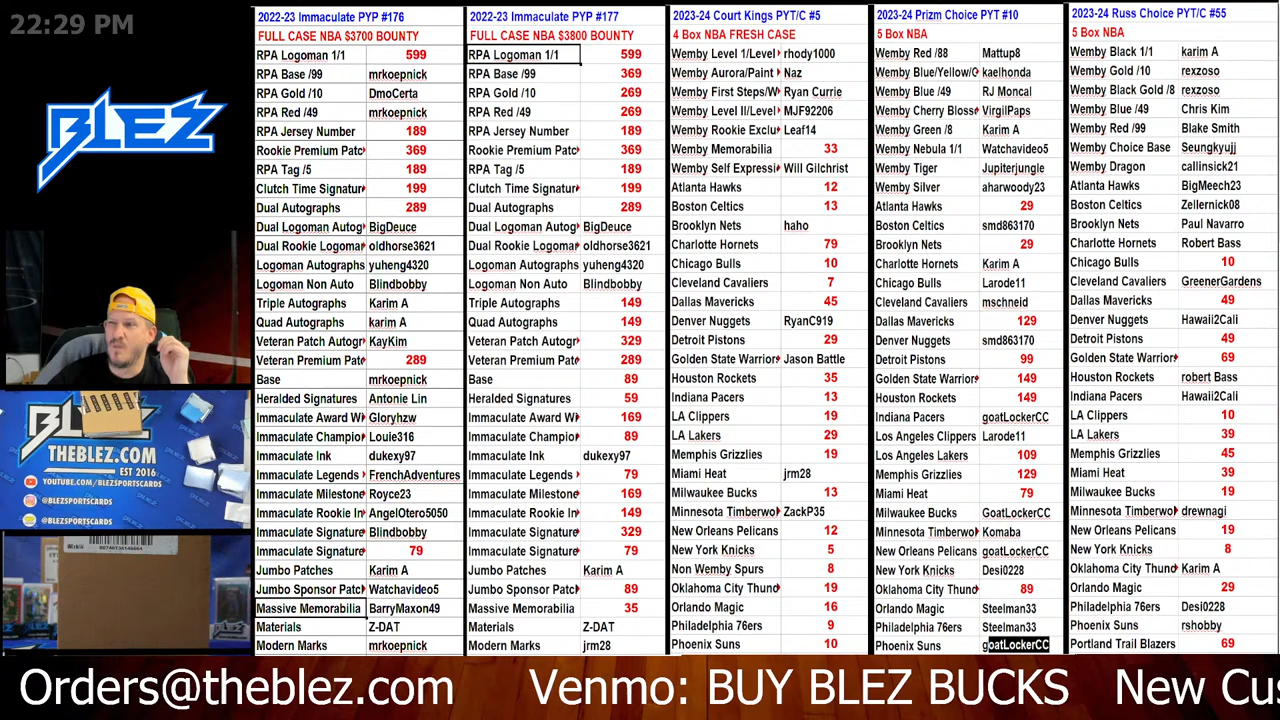 22:29 PM
BLEZ
BLEZ
THEBLEZ.COM
EST 2016
YOUTUBE.COM/BLEZSPORTSCARDS
@BLEZSPORTSCARDS
@BLEZSPORTSCARDS
2022-23 Immaculate PYP #176
FULL CASE NBA $3700 BOUNTY
RPA Logoman 1/1 599
RPA Base /99 mrkoepnick
RPA Gold /10 DmoCerta
RPA Red /49 mrkoepnick
RPA Jersey Number 189
Rookie Premium Patc 369
RPA Tag /5 189
Clutch Time Signatur 199
Dual Autographs 289
Dual Logoman Autog BigDeuce
Dual Rookie Logomar oldhorse3621
Logoman Autographs yuheng4320
Logoman Non Auto Blindbobby
Triple Autographs Karim A
Quad Autographs karim A
Veteran Patch Autogr KayKim
Veteran Premium Pat 289
Base mrkoepnick
Heralded Signatures Antonie Lin
Immaculate Award W Gloryhzw
Immaculate Champio Louie316
Immaculate Ink dukexy97
Immaculate Legends FrenchAdventures
Immaculate Mileston Royce23
Immaculate Rookie In AngelOtero5050
Immaculate Signature Blindbobby
Immaculate Signature 79
Jumbo Patches Karim A
Jumbo Sponsor Patc Watchavideo5
Massive Memorabilia BarryMaxon49
Materials Z-DAT
Modern Marks mrkoepnick
2022-23 Immaculate PYP #177
FULL CASE NBA $3800 BOUNTY
RPA Logoman 1/1 599
RPA Base /99 369
RPA Gold /10 269
RPA Red /49 269
RPA Jersey Number 189
Rookie Premium Patc 369
RPA Tag /5 189
Clutch Time Signatur 199
Dual Autographs 289
Dual Logoman Autog BigDeuce
Dual Rookie Logomar oldhorse3621
Logoman Autographs yuheng4320
Logoman Non Auto Blindbobby
Triple Autographs 149
Quad Autographs 149
Veteran Patch Autogr 329
Veteran Premium Pat 289
Base 89
Heralded Signatures 59
Immaculate Award W 169
Immaculate Champio 89
Immaculate Ink dukexy97
Immaculate Legends 79
Immaculate Mileston 169
Immaculate Rookie In 149
Immaculate Signature 329
Immaculate Signature 79
Jumbo Patches Karim A
Jumbo Sponsor Patc 89
Massive Memorabilia 35
Materials Z-DAT
Modern Marks jrm28
2023-24 Court Kings PYT/C #5
4 Box NBA FRESH CASE
Wemby Level 1/Level rhody1000
Wemby Aurora/Paint Naz
Wemby First Steps/W Ryan Currie
Wemby Level II/Level MJF92206
Wemby Rookie Exclu Leaf14
Wemby Memorabilia 33
Wemby Self Expressi Will Gilchrist
Atlanta Hawks 12
Boston Celtics 13
Brooklyn Nets haho
Charlotte Hornets 79
Chicago Bulls 10
Cleveland Cavaliers 7
Dallas Mavericks 45
Denver Nuggets RyanC919
Detroit Pistons 29
Golden State Warrior Jason Battle
Houston Rockets 35
Indiana Pacers 13
LA Clippers 19
LA Lakers 29
Memphis Grizzlies 19
Miami Heat jrm28
Milwaukee Bucks 13
Minnesota Timberwo ZackP35
New Orleans Pelicans 12
New York Knicks 5
Non Wemby Spurs 8
Oklahoma City Thund 19
Orlando Magic 16
Philadelphia 76ers 9
Phoenix Suns 10
2023-24 Prizm Choice PYT #10
5 Box NBA
Wemby Red /88 Mattup8
Wemby Blue/Yellow/C kaelhonda
Wemby Blue /49 RJ Moncal
Wemby Cherry Blosso VirgilPaps
Wemby Green /8 Karim A
Wemby Nebula 1/1 Watchavideo5
Wemby Tiger Jupiterjungle
Wemby Silver aharwoody23
Atlanta Hawks 29
Boston Celtics smd863170
Brooklyn Nets 29
Charlotte Hornets Karim A
Chicago Bulls Larode11
Cleveland Cavaliers mschneid
Dallas Mavericks 129
Denver Nuggets smd863170
Detroit Pistons 99
Golden State Warrior 149
Houston Rockets 149
Indiana Pacers goatLockerCC
Los Angeles Clippers Larode11
Los Angeles Lakers 109
Memphis Grizzlies 129
Miami Heat 79
Milwaukee Bucks GoatLockerCC
Minnesota Timberwo Komaba
New Orleans Pelicans goatLockerCC
New York Knicks Desi0228
Oklahoma City Thund 89
Orlando Magic Steelman33
Philadelphia 76ers Steelman33
Phoenix Suns goatLockerCC
2023-24 Russ Choice PYT/C #55
5 Box NBA
Wemby Black 1/1 karim A
Wemby Gold /10 rexzoso
Wemby Black Gold /8 rexzoso
Wemby Blue /49 Chris Kim
Wemby Red /99 Blake Smith
Wemby Choice Base Seungkyujj
Wemby Dragon callinsick21
Atlanta Hawks BigMeech23
Boston Celtics Zellernick08
Brooklyn Nets Paul Navarro
Charlotte Hornets Robert Bass
Chicago Bulls 10
Cleveland Cavaliers GreenerGardens
Dallas Mavericks 49
Denver Nuggets Hawaii2Cali
Detroit Pistons 49
Golden State Warrior 69
Houston Rockets robert Bass
Indiana Pacers Hawaii2Cali
LA Clippers 10
LA Lakers 39
Memphis Grizzlies 45
Miami Heat 39
Milwaukee Bucks 19
Minnesota Timberwo drewnagi
New Orleans Pelicans 19
New York Knicks 8
Oklahoma City Thund Karim A
Orlando Magic 29
Philadelphia 76ers Desi0228
Phoenix Suns rshobby
Portland Trail Blazers 69
Orders@theblez.com Venmo: BUY BLEZ BUCKS New Cus